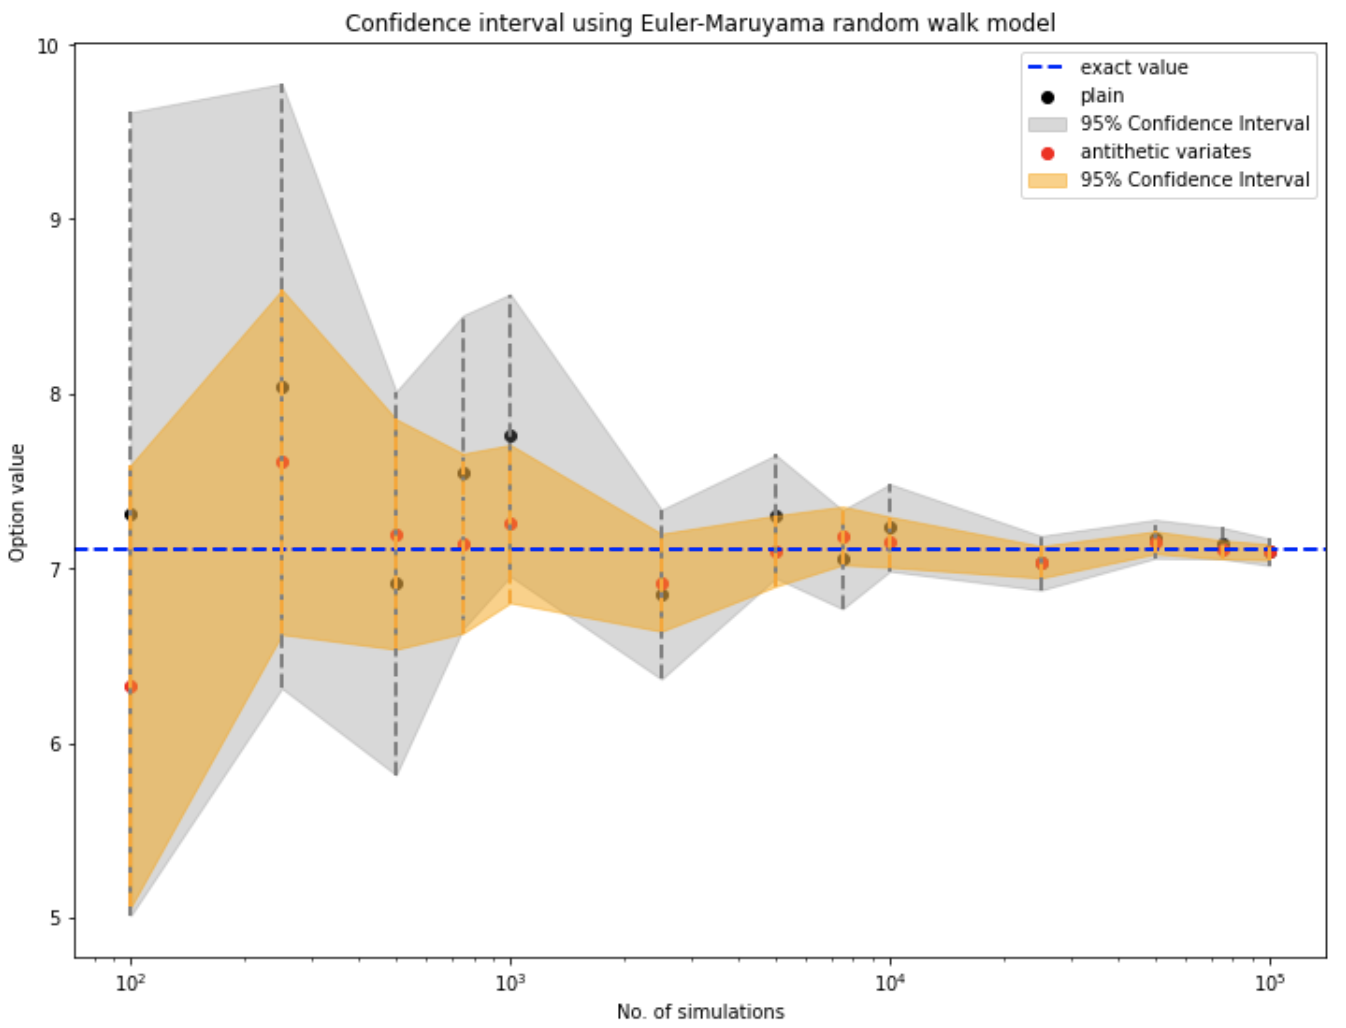 Confidence interval using Euler-Maruyama random walk model
10
9
8
7
6
5
Option value
exact value
plain
95% Confidence Interval
antithetic variates
95% Confidence Interval
10²
10³
10⁴
10⁵
No. of simulations